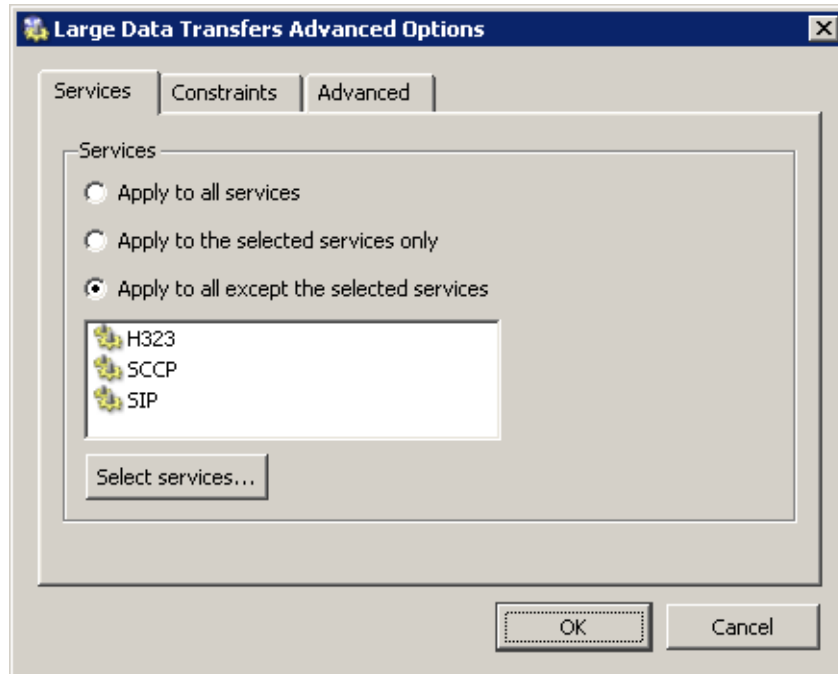 Large Data Transfers Advanced Options
Services Constraints Advanced
Services
Apply to all services
Apply to the selected services only
Apply to all except the selected services
H323
SCCP
SIP
Select services...
OK Cancel